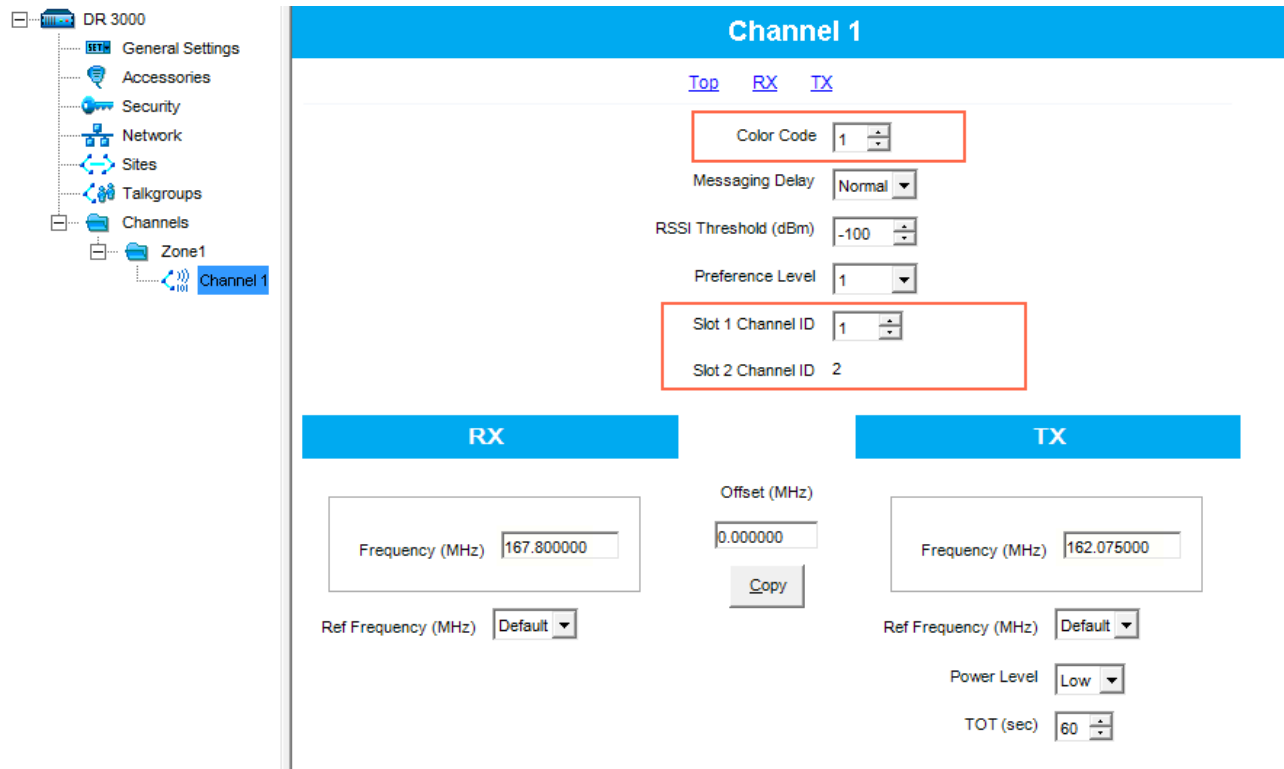 DR 3000
General Settings
Accessories
Security
Network
Sites
Talkgroups
Channels
Zone1
Channel 1
Channel 1
Top RX TX
Color Code 1
Messaging Delay Normal
RSSI Threshold (dBm) -100
Preference Level 1
Slot 1 Channel ID 1
Slot 2 Channel ID 2
RX
Frequency (MHz) 167.800000
Ref Frequency (MHz) Default
Offset (MHz)
0.000000
Copy
TX
Frequency (MHz) 162.075000
Ref Frequency (MHz) Default
Power Level Low
TOT (sec) 60